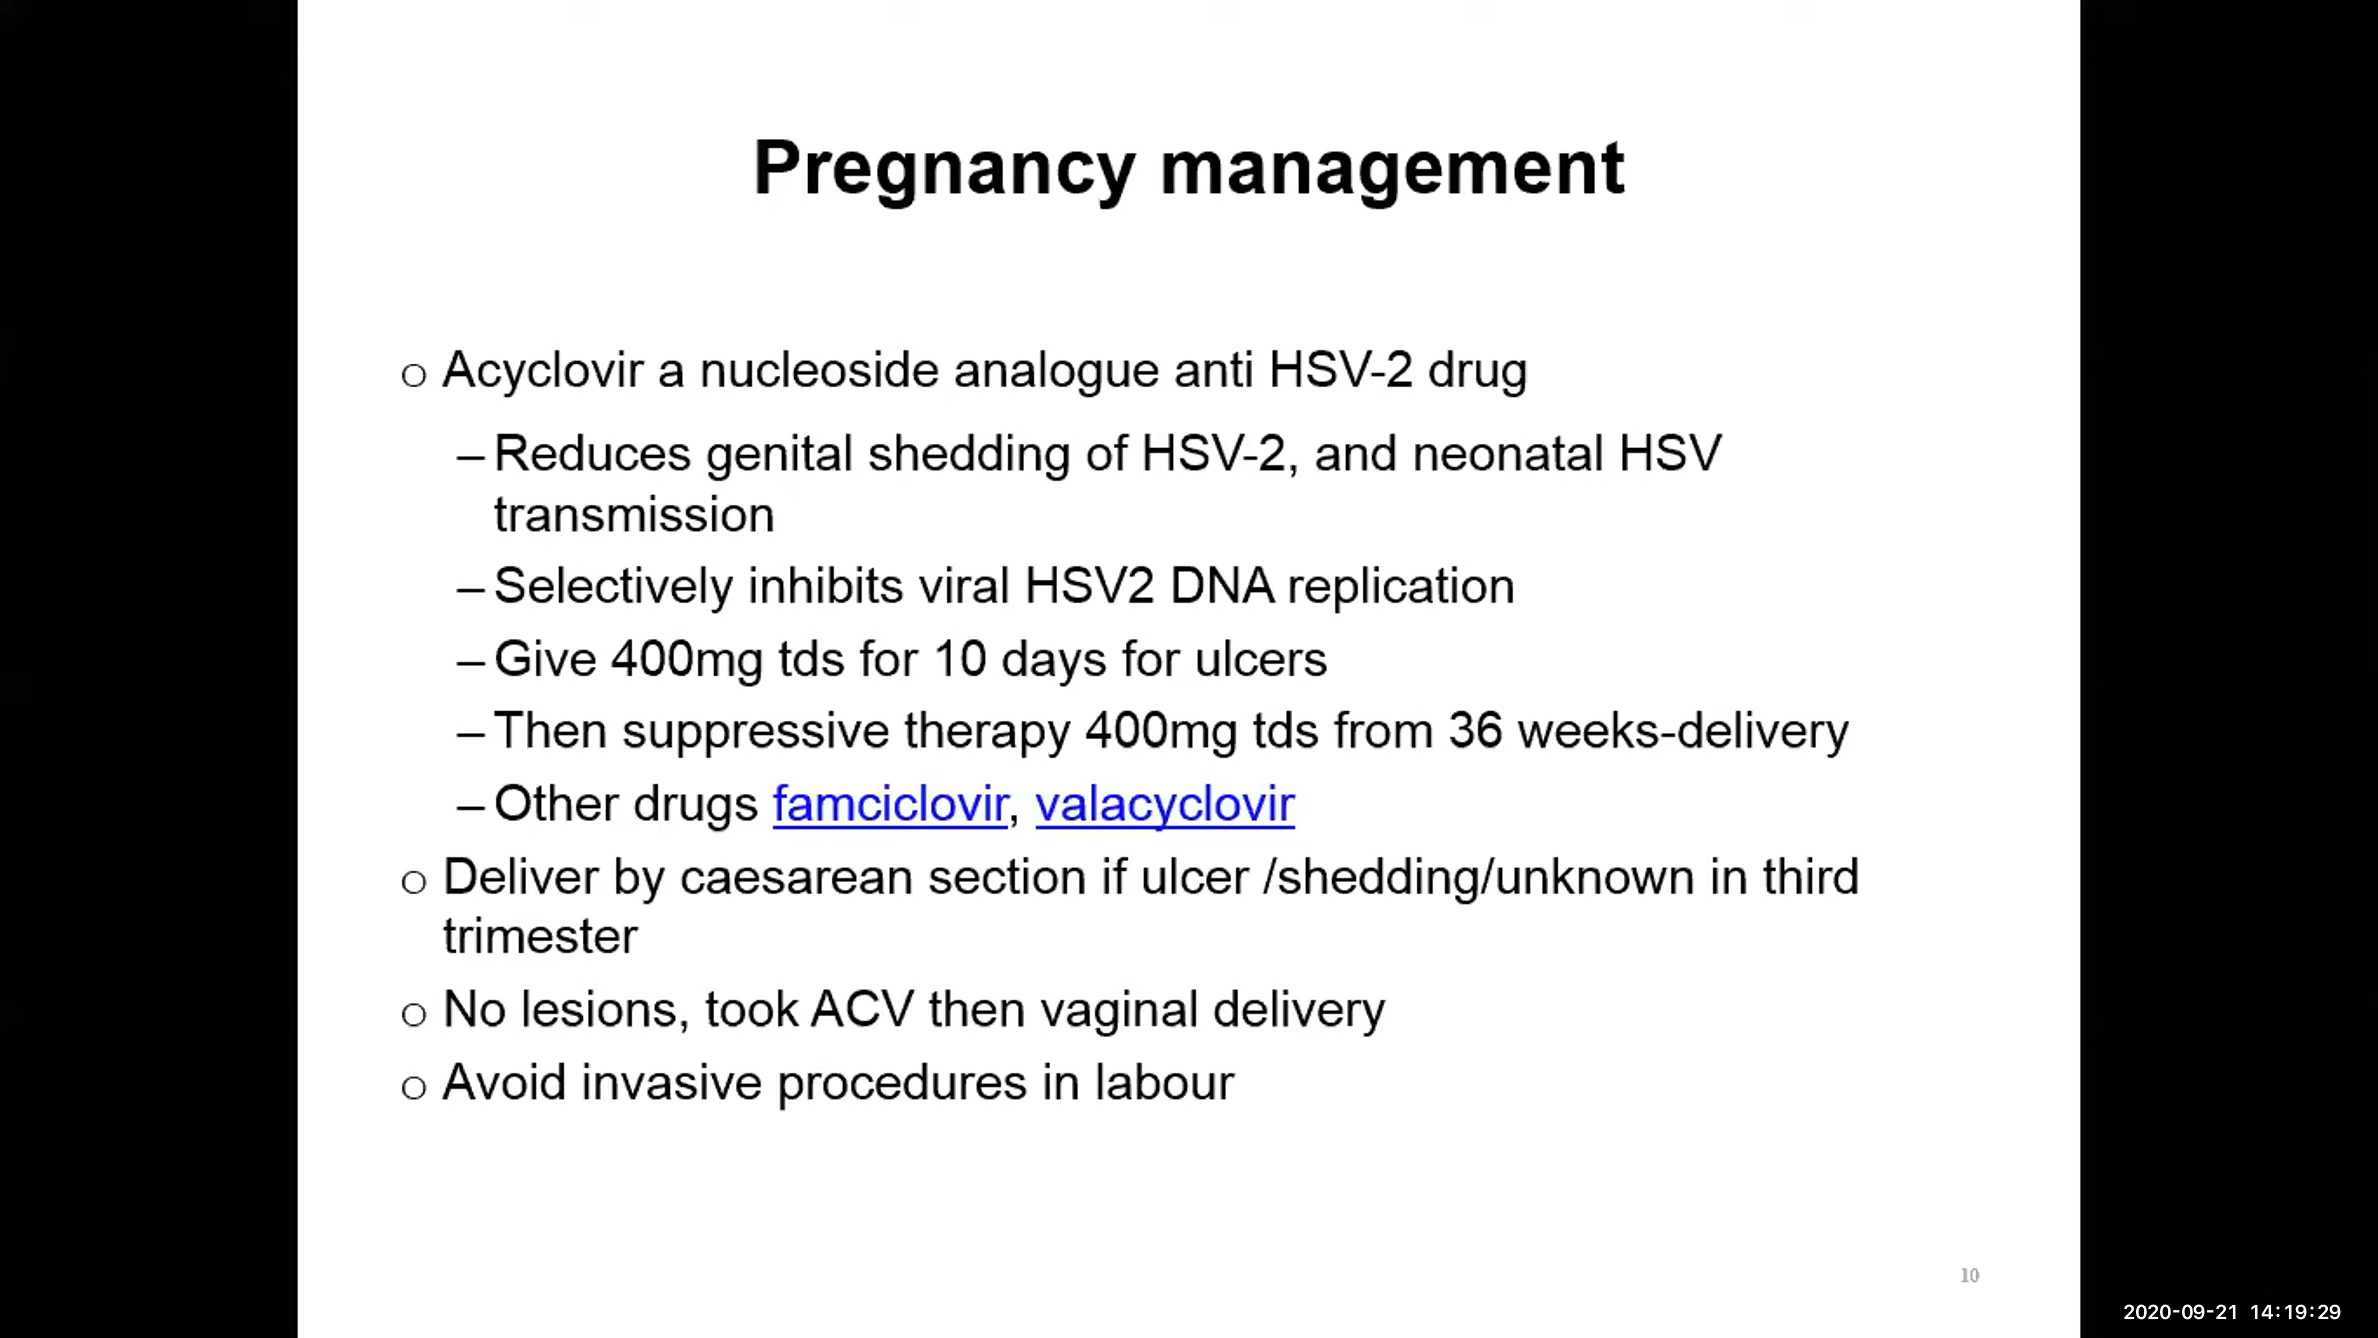 Pregnancy management
○ Acyclovir a nucleoside analogue anti HSV-2 drug
– Reduces genital shedding of HSV-2, and neonatal HSV
transmission
– Selectively inhibits viral HSV2 DNA replication
– Give 400mg tds for 10 days for ulcers
– Then suppressive therapy 400mg tds from 36 weeks-delivery
– Other drugs famciclovir, valacyclovir
○ Deliver by caesarean section if ulcer /shedding/unknown in third
trimester
○ No lesions, took ACV then vaginal delivery
○ Avoid invasive procedures in labour
10
2020-09-21 14:19:29